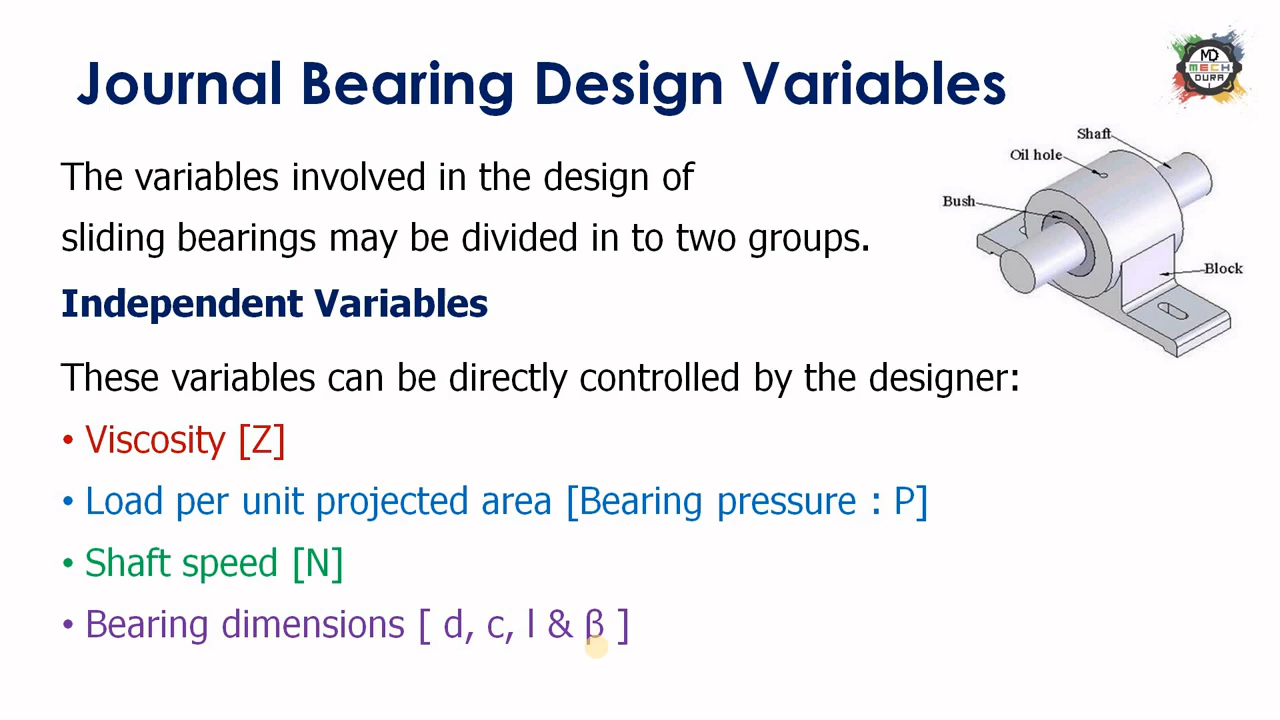 Journal Bearing Design Variables
MD
MECH
DURA
The variables involved in the design of
sliding bearings may be divided in to two groups.
Shaft
Oil hole
Bush
Block
Independent Variables
These variables can be directly controlled by the designer:
• Viscosity [Z]
• Load per unit projected area [Bearing pressure : P]
• Shaft speed [N]
• Bearing dimensions [ d, c, l & β ]